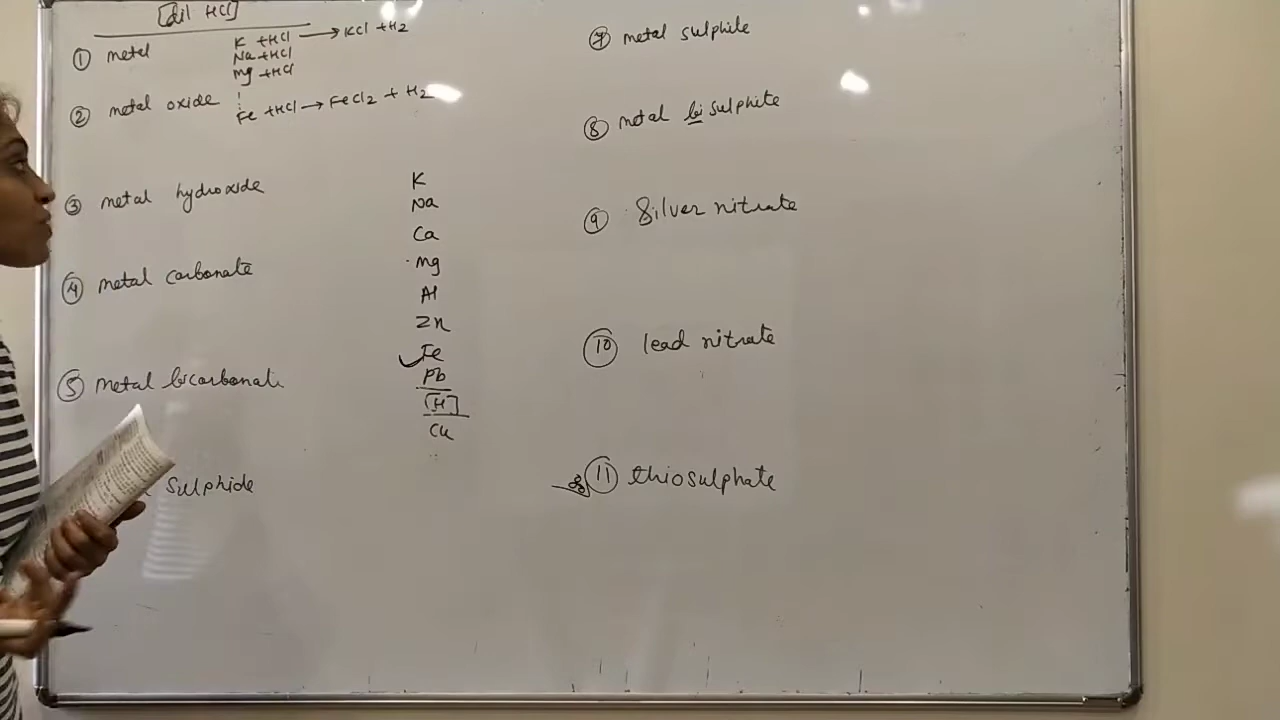 [dil HCl]
① metal
K + HCl → KCl + H2
Na + HCl
Mg + HCl
② metal oxide
Fe + HCl → FeCl2 + H2
③ metal hydroxide
④ metal carbonate
⑤ metal bicarbonate
sulphide
K
Na
Ca
Mg
Al
Zn
Fe
Pb
[H]
Cu
⑦ metal sulphite
⑧ metal bisulphite
⑨ Silver nitrate
⑩ lead nitrate
⑪ thiosulphate